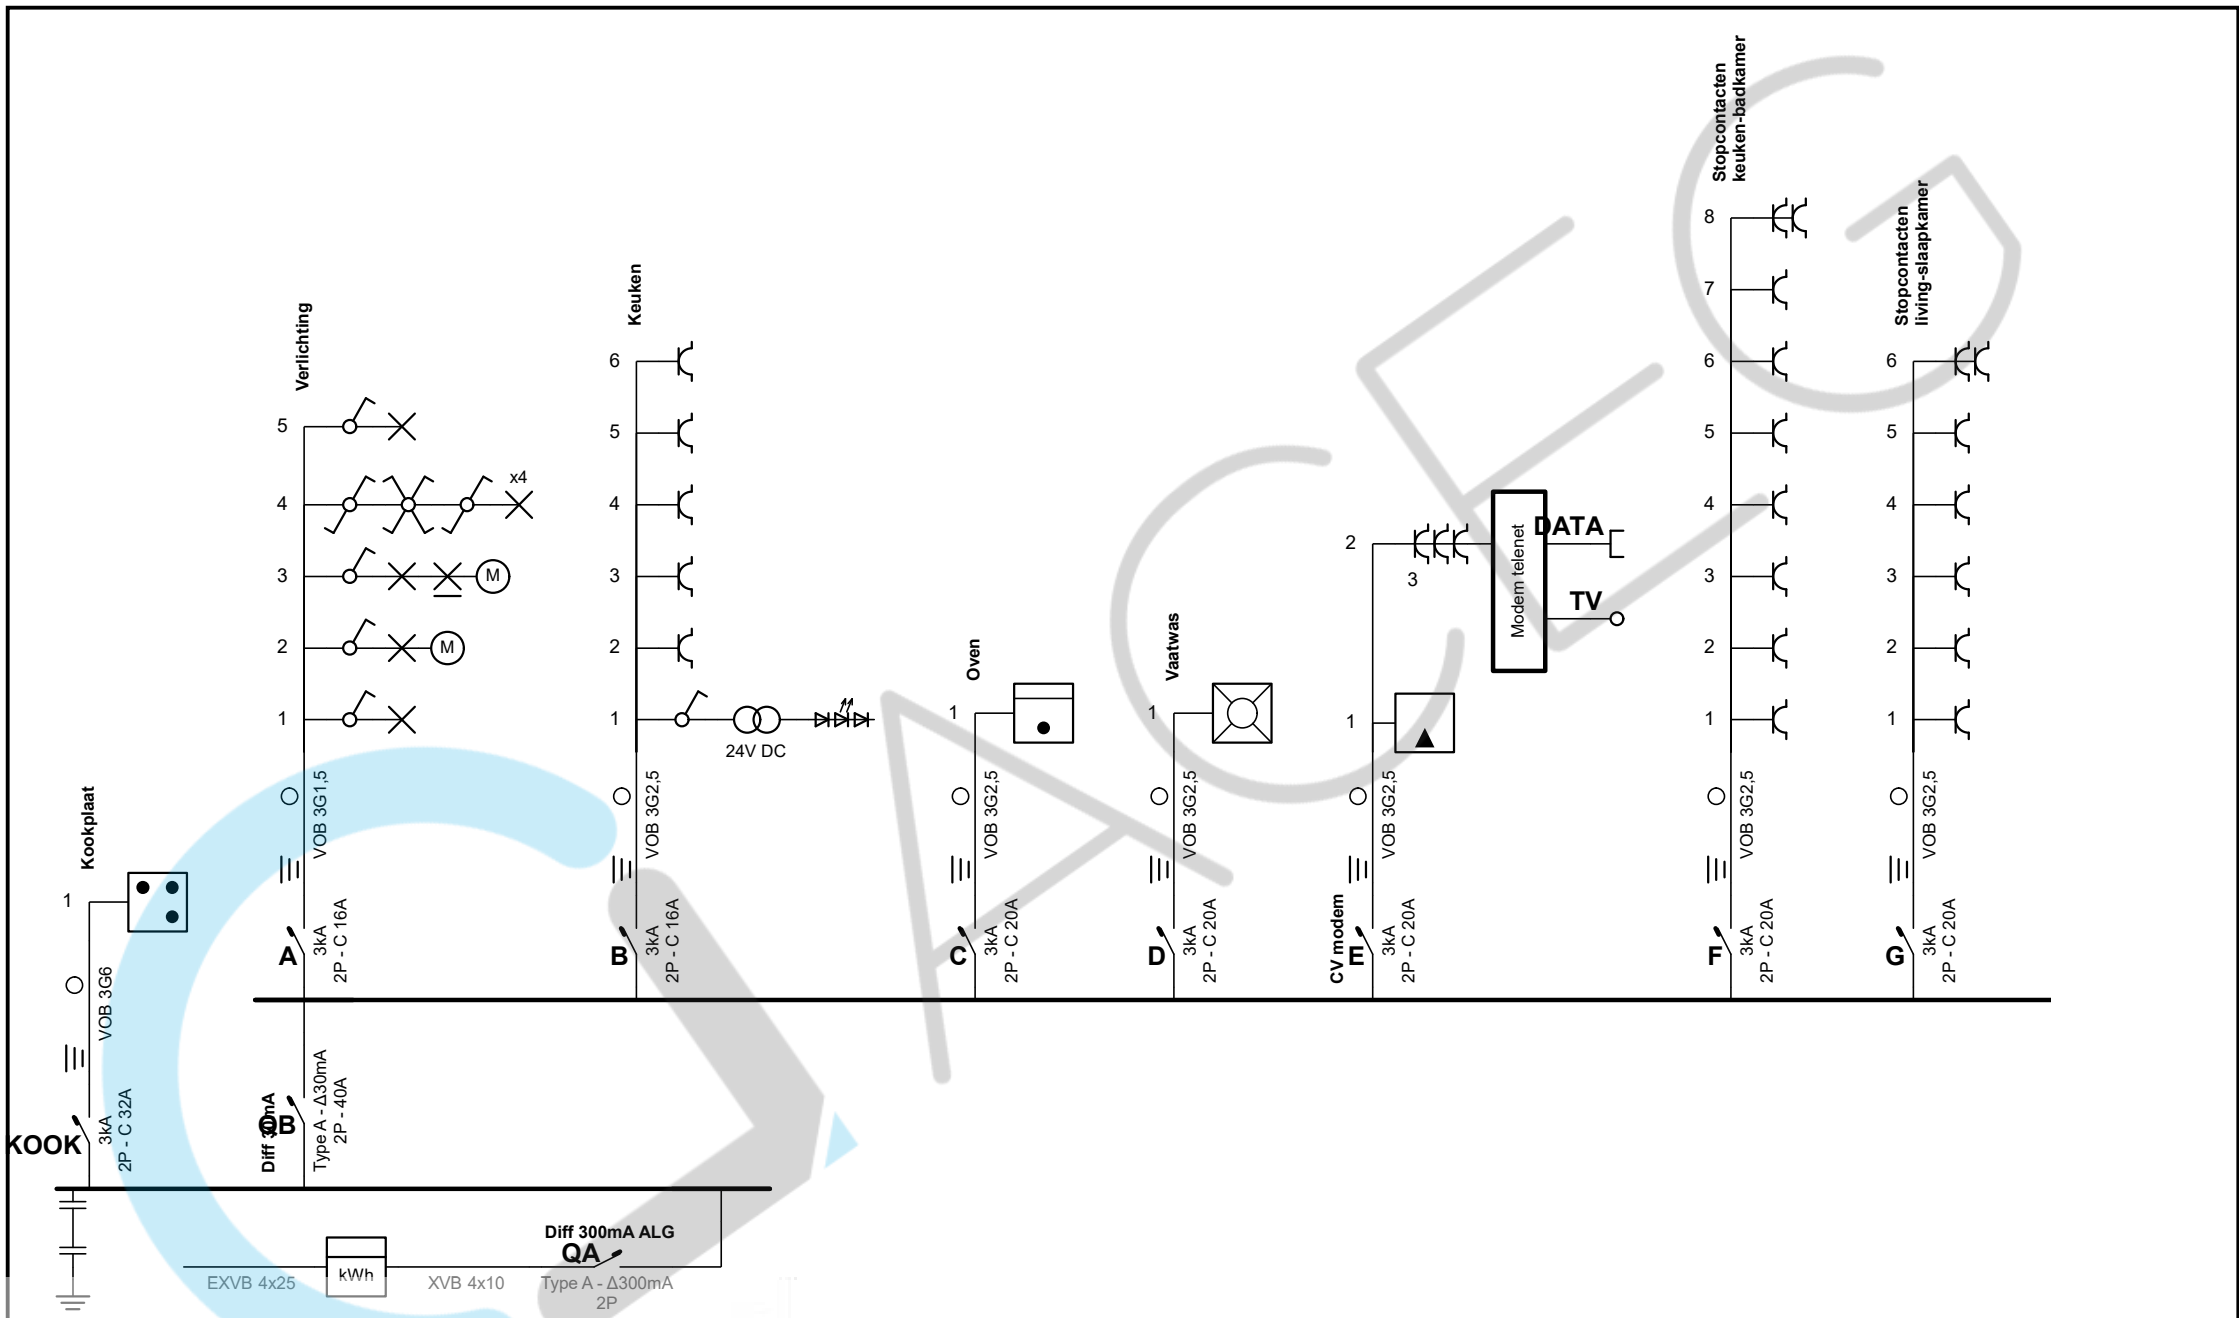 Stopcontacten
keuken-badkamer
8
7
6
5
4
3
2
1
VOB 3G2,5
3kA
2P - C 20A
F
Stopcontacten
living-slaapkamer
6
5
4
3
2
1
VOB 3G2,5
3kA
2P - C 20A
G
Keuken
6
5
4
3
2
1
24V DC
VOB 3G2,5
3kA
2P - C 16A
B
Verlichting
5
4
x4
3
M
2
M
1
VOB 3G1,5
3kA
2P - C 16A
A
Oven
1
VOB 3G2,5
3kA
2P - C 20A
C
Vaatwas
1
VOB 3G2,5
3kA
2P - C 20A
D
2
3
Modem telenet
DATA
TV
1
VOB 3G2,5
CV modem
3kA
2P - C 20A
E
Kookplaat
1
VOB 3G6
3kA
2P - C 32A
KOOK
Diff 30mA
QB
Type A - Δ30mA
2P - 40A
Diff 300mA ALG
QA
EXVB 4x25
kWh
XVB 4x10
Type A - Δ300mA
2P
ACEG